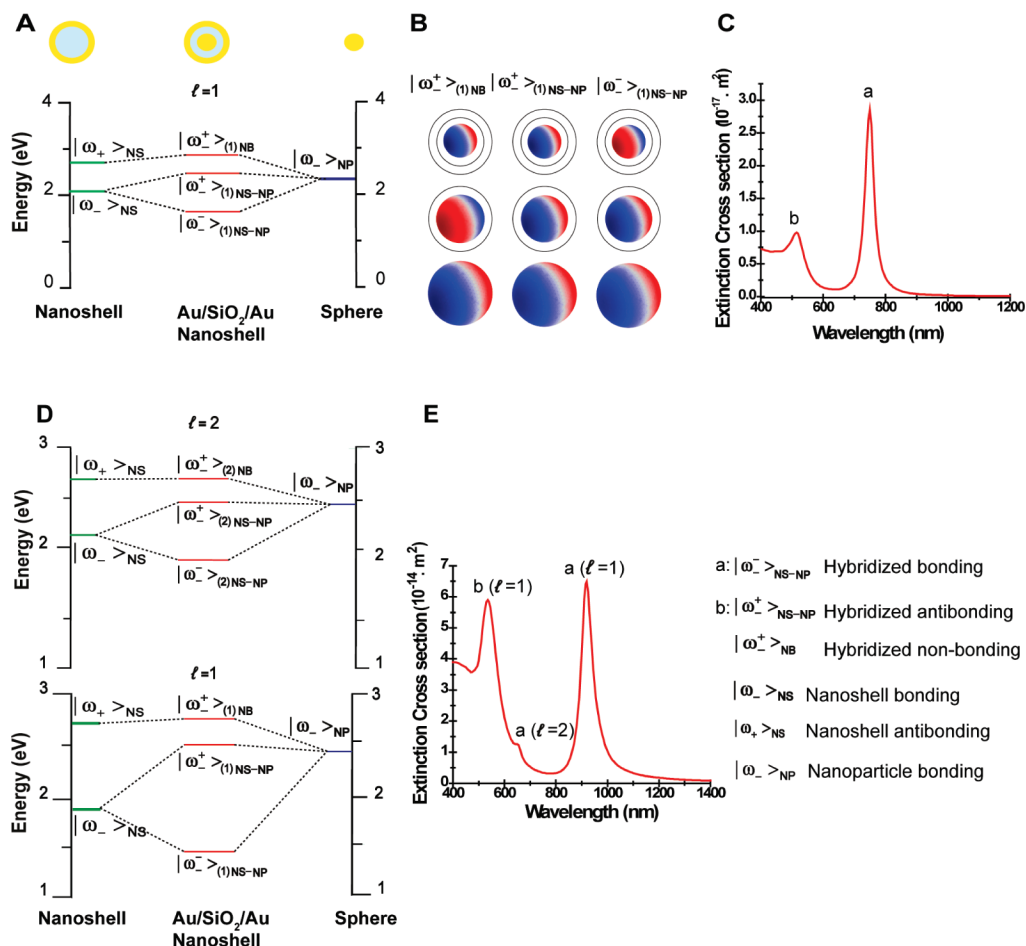 A
ℓ=1
4
3
2
1
0
Energy (eV)
|ω₊>NS
|ω₋>NS
|ω₋⁺>(1)NB
|ω₋⁺>(1)NS–NP
|ω₋⁻>(1)NS–NP
|ω₋>NP
4
3
2
1
0
Nanoshell
Au/SiO₂/Au
Nanoshell
Sphere
B
|ω₋⁺>(1)NB |ω₋⁺>(1)NS–NP |ω₋⁻>(1)NS–NP
C
Extinction Cross section (10⁻¹⁷. m²)
3.0
2.5
2.0
1.5
1.0
0.5
0.0
a
b
400 600 800 1000 1200
Wavelength (nm)
D
ℓ=2
3
2
1
Energy (eV)
|ω₊>NS
|ω₋>NS
|ω₋⁺>(2)NB
|ω₋⁺>(2)NS–NP
|ω₋⁻>(2)NS–NP
|ω₋>NP
3
2
1
ℓ=1
3
2
1
Energy (eV)
|ω₊>NS
|ω₋>NS
|ω₋⁺>(1)NB
|ω₋⁺>(1)NS–NP
|ω₋⁻>(1)NS–NP
|ω₋>NP
3
2
1
Nanoshell
Au/SiO₂/Au
Nanoshell
Sphere
E
Extinction Cross section (10⁻¹⁴. m²)
7
6
5
4
3
2
1
0
b (ℓ=1)
a (ℓ=1)
a (ℓ=2)
400 600 800 1000 1200 1400
Wavelength (nm)
a: |ω₋⁻>NS–NP Hybridized bonding
b: |ω₋⁺>NS–NP Hybridized antibonding
|ω₋⁺>NB Hybridized non-bonding
|ω₋>NS Nanoshell bonding
|ω₊>NS Nanoshell antibonding
|ω₋>NP Nanoparticle bonding